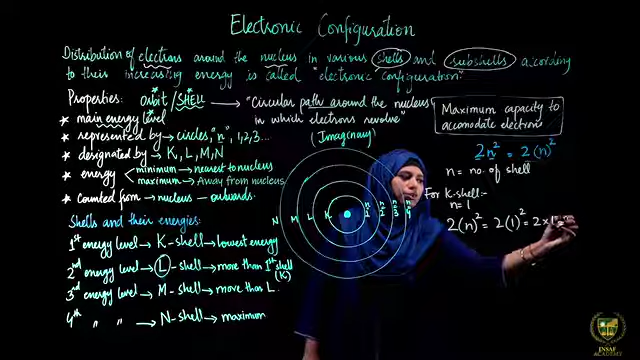 Electronic Configuration
Distribution of elections around the nucleus in various shells and subshells according
to their increasing energy is called "electronic configuration"
Properties: orbit / SHELL → "Circular path around the nucleus
in which electrons revolve"
(Imaginary)
* main energy level
* represented by → circles, "n", 1, 2, 3...
* designated by → K, L, M, N
* energy minimum → nearest to nucleus
maximum → Away from nucleus
* counted from → nucleus – outwards.
N M L K n 1 n 2 n 3 n 4
Shells and their energies:
1st energy level → K-shell → lowest energy
2nd energy level → L-shell → more than 1st shell (K)
3rd energy level → M-shell → more than L.
4th " " → N-shell → maximum
Maximum capacity to
accomodate electrons
2n² = 2(n)²
n = no. of shell
For K-shell:-
n = 1
2(n)² = 2(1)² = 2×1
INSAF
ACADEMY